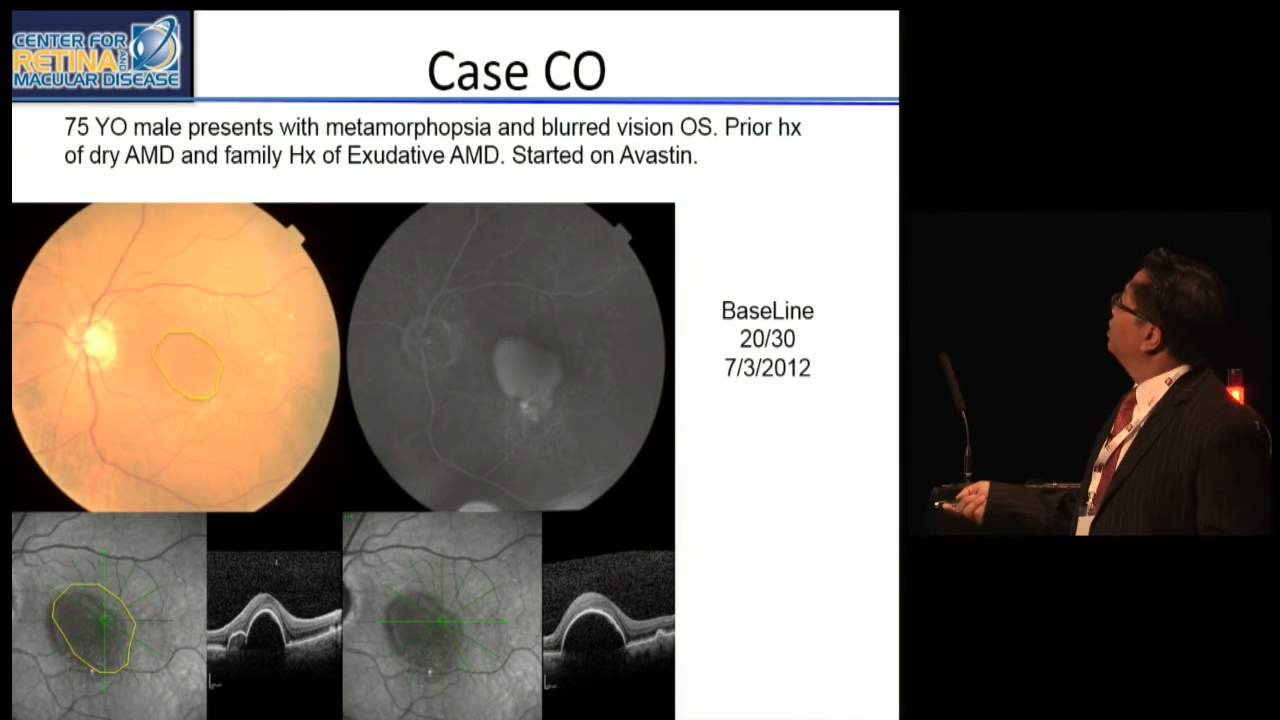 CENTER FOR
RETINA AND
MACULAR DISEASE
Case CO
75 YO male presents with metamorphopsia and blurred vision OS. Prior hx
of dry AMD and family Hx of Exudative AMD. Started on Avastin.
BaseLine
20/30
7/3/2012